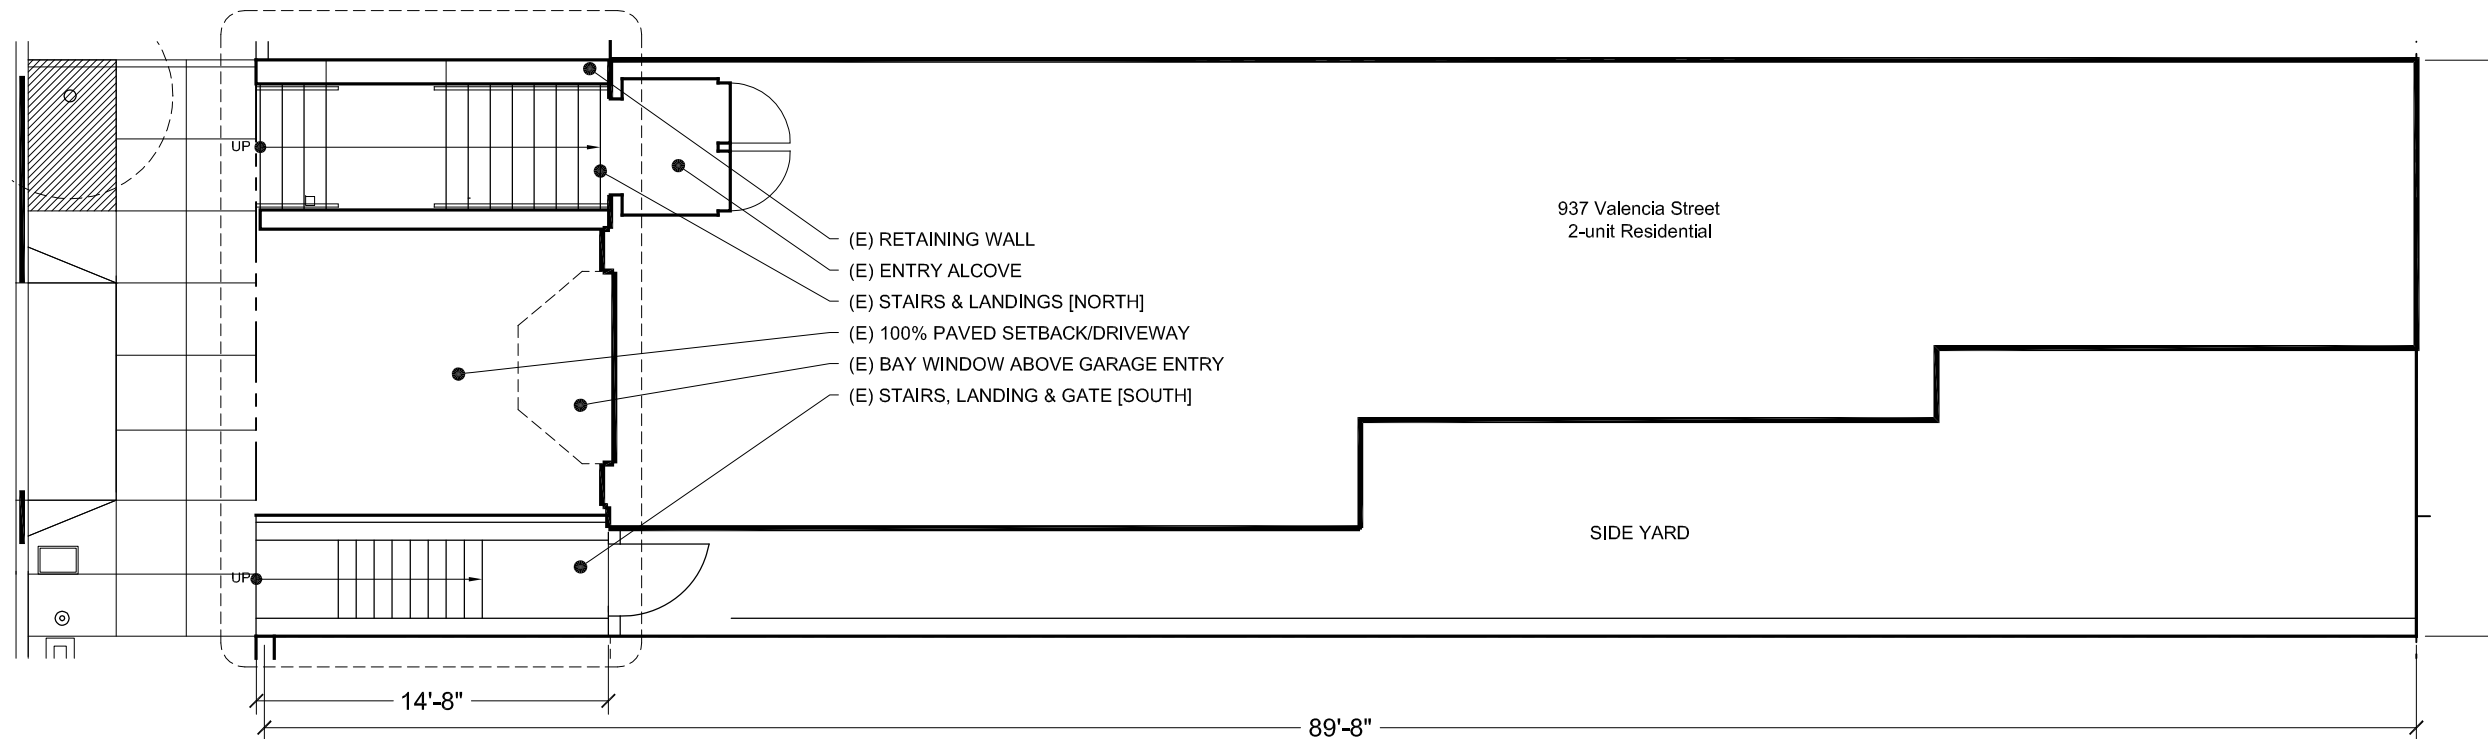 UP
937 Valencia Street
2-unit Residential
(E) RETAINING WALL
(E) ENTRY ALCOVE
(E) STAIRS & LANDINGS [NORTH]
(E) 100% PAVED SETBACK/DRIVEWAY
(E) BAY WINDOW ABOVE GARAGE ENTRY
(E) STAIRS, LANDING & GATE [SOUTH]
SIDE YARD
UP
14'-8"
89'-8"